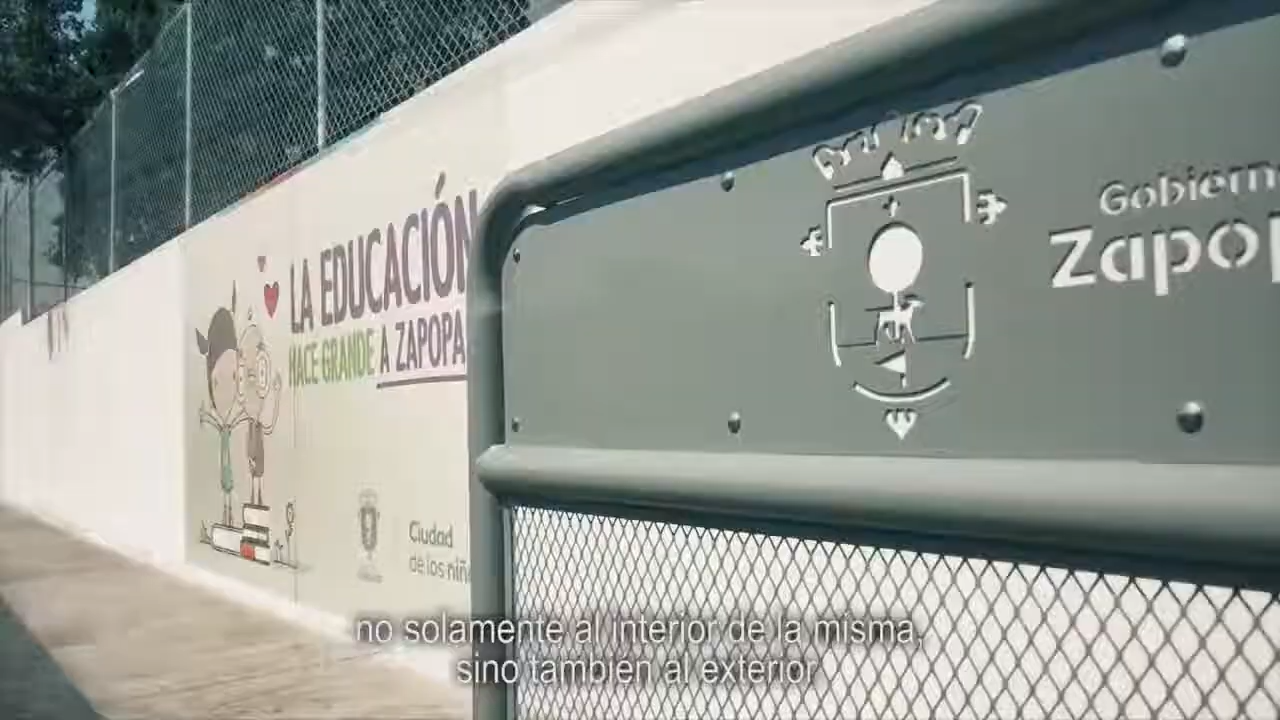 LA EDUCACIÓN
HACE GRANDE A ZAPOPA
Ciudad
de los niñ
Gobiern
Zapop
no solamente al interior de la misma,
sino también al exterior